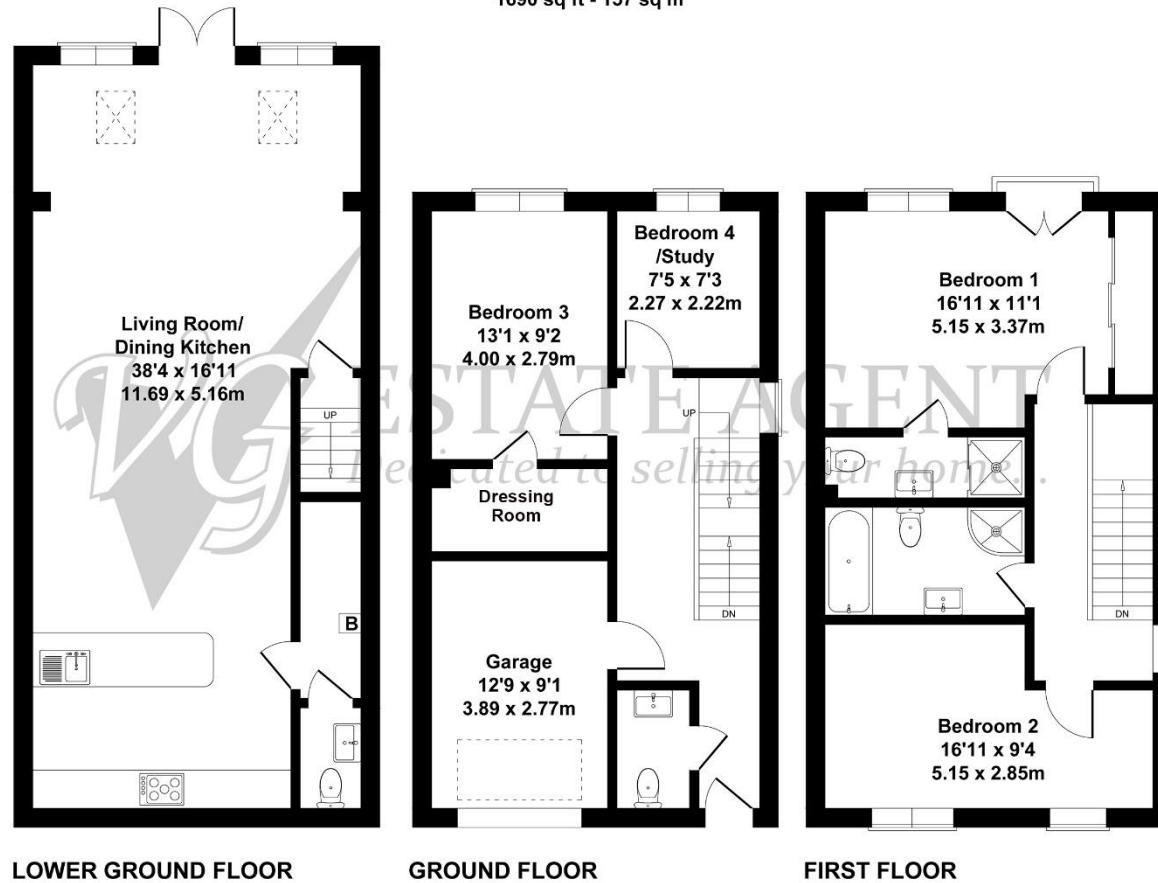 1690 sq ft - 157 sq m
Living Room/
Dining Kitchen
38'4 x 16'11
11.69 x 5.16m
UP
B
LOWER GROUND FLOOR
Bedroom 3
13'1 x 9'2
4.00 x 2.79m
Bedroom 4
/Study
7'5 x 7'3
2.27 x 2.22m
UP
Dressing
Room
DN
Garage
12'9 x 9'1
3.89 x 2.77m
GROUND FLOOR
Bedroom 1
16'11 x 11'1
5.15 x 3.37m
DN
Bedroom 2
16'11 x 9'4
5.15 x 2.85m
FIRST FLOOR
VG ESTATE AGENT
Dedicated to selling your home...